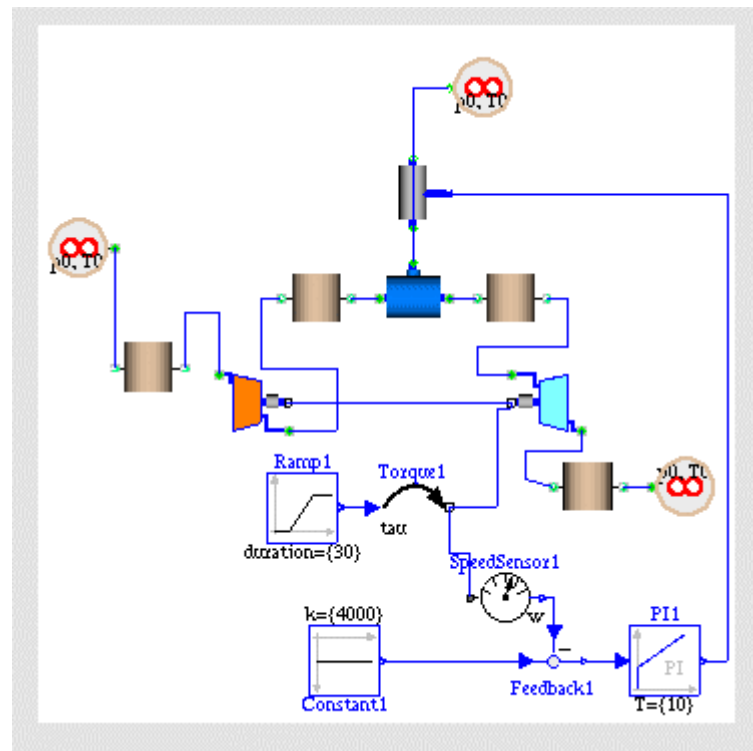 p0, T0
p0, T0
Ramp1
Torque1
p0, T0
tau
duration={30}
SpeedSensor1
w
k={4000}
PI1
PI
Feedback1
Constant1
T={10}